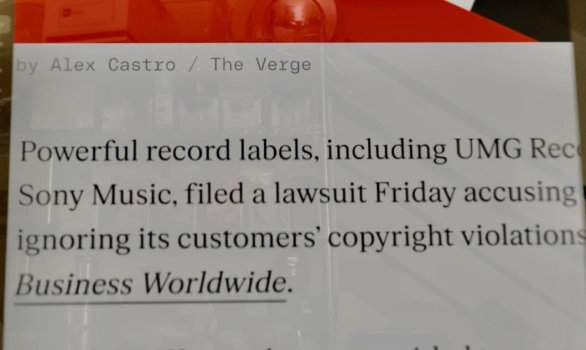 by Alex Castro / The Verge
Powerful record labels, including UMG Rec
Sony Music, filed a lawsuit Friday accusing
ignoring its customers' copyright violations
Business Worldwide.